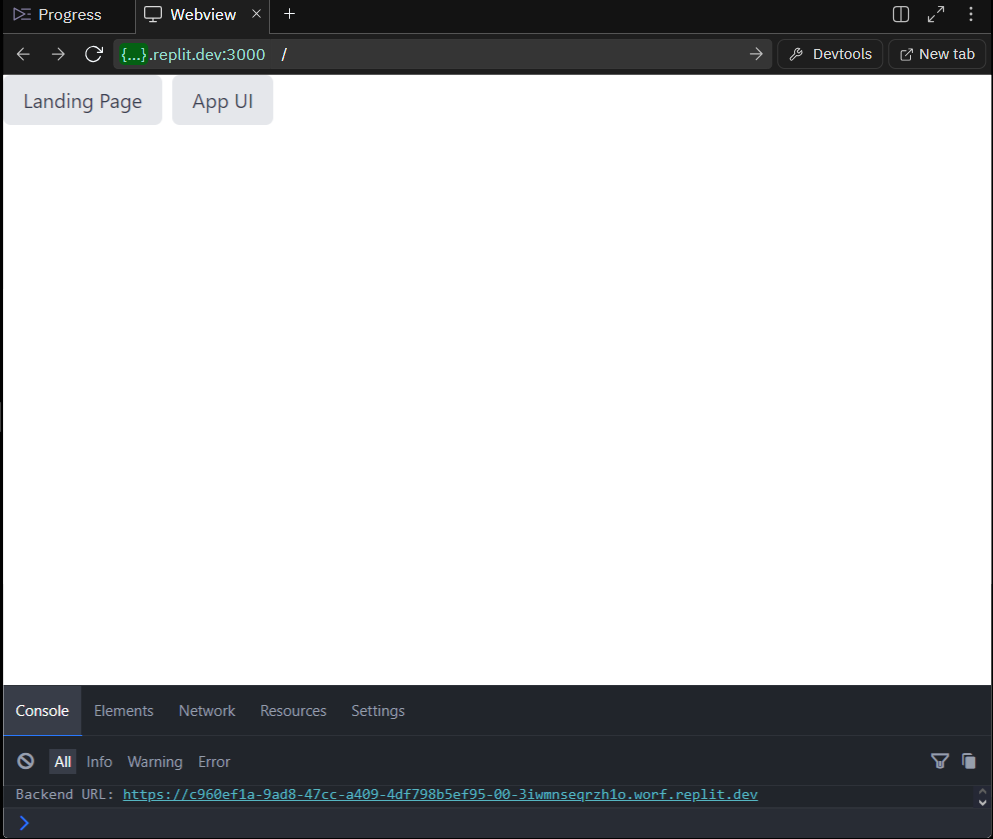 Progress Webview
{...}.replit.dev:3000 / Devtools New tab
Landing Page App UI
Console Elements Network Resources Settings
All Info Warning Error
Backend URL: https://c960ef1a-9ad8-47cc-a409-4df798b5ef95-00-3iwmnseqrzh1o.worf.replit.dev